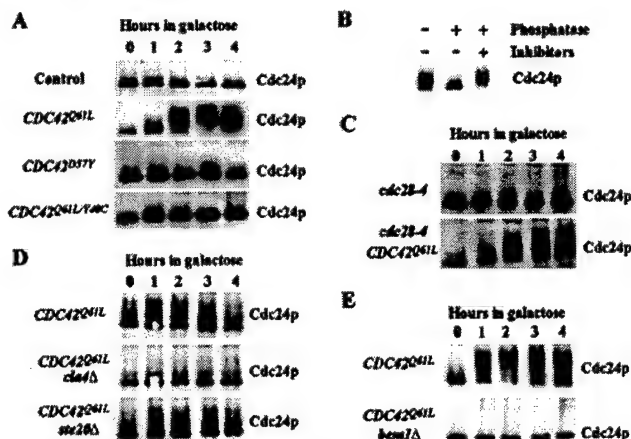 A
Hours in galactose
0 1 2 3 4
Control Cdc24p
CDC42Q61L Cdc24p
CDC42D57Y Cdc24p
CDC42Q61L/Y40C Cdc24p
B
- + + Phosphatase
- - + Inhibitors
Cdc24p
C
Hours in galactose
0 1 2 3 4
cdc28-4 Cdc24p
cdc28-4
CDC42Q61L Cdc24p
D
Hours in galactose
0 1 2 3 4
CDC42Q61L Cdc24p
CDC42Q61L
cla4Δ Cdc24p
CDC42Q61L
ste20Δ Cdc24p
E
Hours in galactose
0 1 2 3 4
CDC42Q61L Cdc24p
CDC42Q61L
bem1Δ Cdc24p